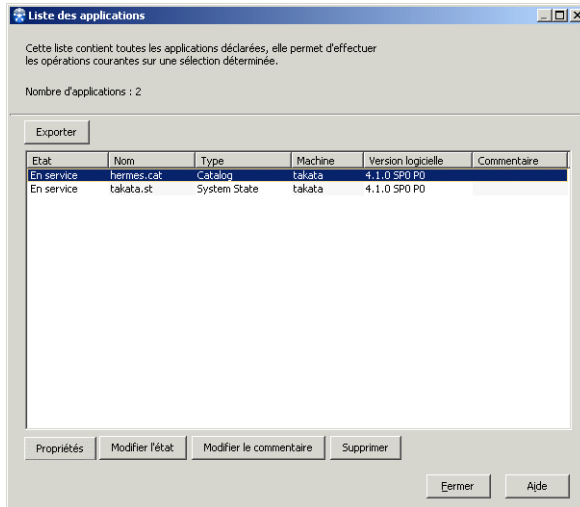 Liste des applications
Cette liste contient toutes les applications déclarées, elle permet d'effectuer
les opérations courantes sur une sélection déterminée.
Nombre d'applications : 2
Exporter
Etat Nom Type Machine Version logicielle Commentaire
En service hermes.cat Catalog takata 4.1.0 SP0 P0
En service takata.st System State takata 4.1.0 SP0 P0
Propriétés Modifier l'état Modifier le commentaire Supprimer
Fermer Aide